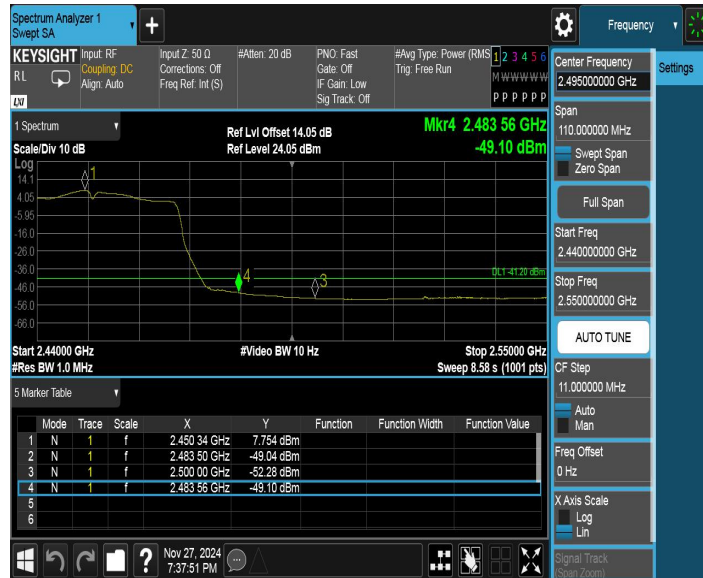 Spectrum Analyzer 1
Swept SA
+
Frequency
KEYSIGHT
RL
LXI
Input: RF
Coupling: DC
Align: Auto
Input Z: 50 Ω
Corrections: Off
Freq Ref: Int (S)
#Atten: 20 dB
PNO: Fast
Gate: Off
IF Gain: Low
Sig Track: Off
#Avg Type: Power (RMS
Trig: Free Run
1 2 3 4 5 6
M W W W W W
P P P P P P
Center Frequency
2.495000000 GHz
Settings
Span
110.000000 MHz
Swept Span
Zero Span
Full Span
Start Freq
2.440000000 GHz
Stop Freq
2.550000000 GHz
AUTO TUNE
CF Step
11.000000 MHz
Auto
Man
Freq Offset
0 Hz
X Axis Scale
Log
Lin
Signal Track
(Span Zoom)
1 Spectrum
Scale/Div 10 dB
Ref Lvl Offset 14.05 dB
Ref Level 24.05 dBm
Mkr4 2.483 56 GHz
-49.10 dBm
Log
14.1
4.05
-5.95
-16.0
-26.0
-36.0
-46.0
-56.0
-66.0
1
4
3
DL1 -41.20 dBm
Start 2.44000 GHz
#Res BW 1.0 MHz
#Video BW 10 Hz
Stop 2.55000 GHz
Sweep 8.58 s (1001 pts)
5 Marker Table
Mode Trace Scale X Y Function Function Width Function Value
1 N 1 f 2.450 34 GHz 7.754 dBm
2 N 1 f 2.483 50 GHz -49.04 dBm
3 N 1 f 2.500 00 GHz -52.28 dBm
4 N 1 f 2.483 56 GHz -49.10 dBm
5
6
?
Nov 27, 2024
7:37:51 PM